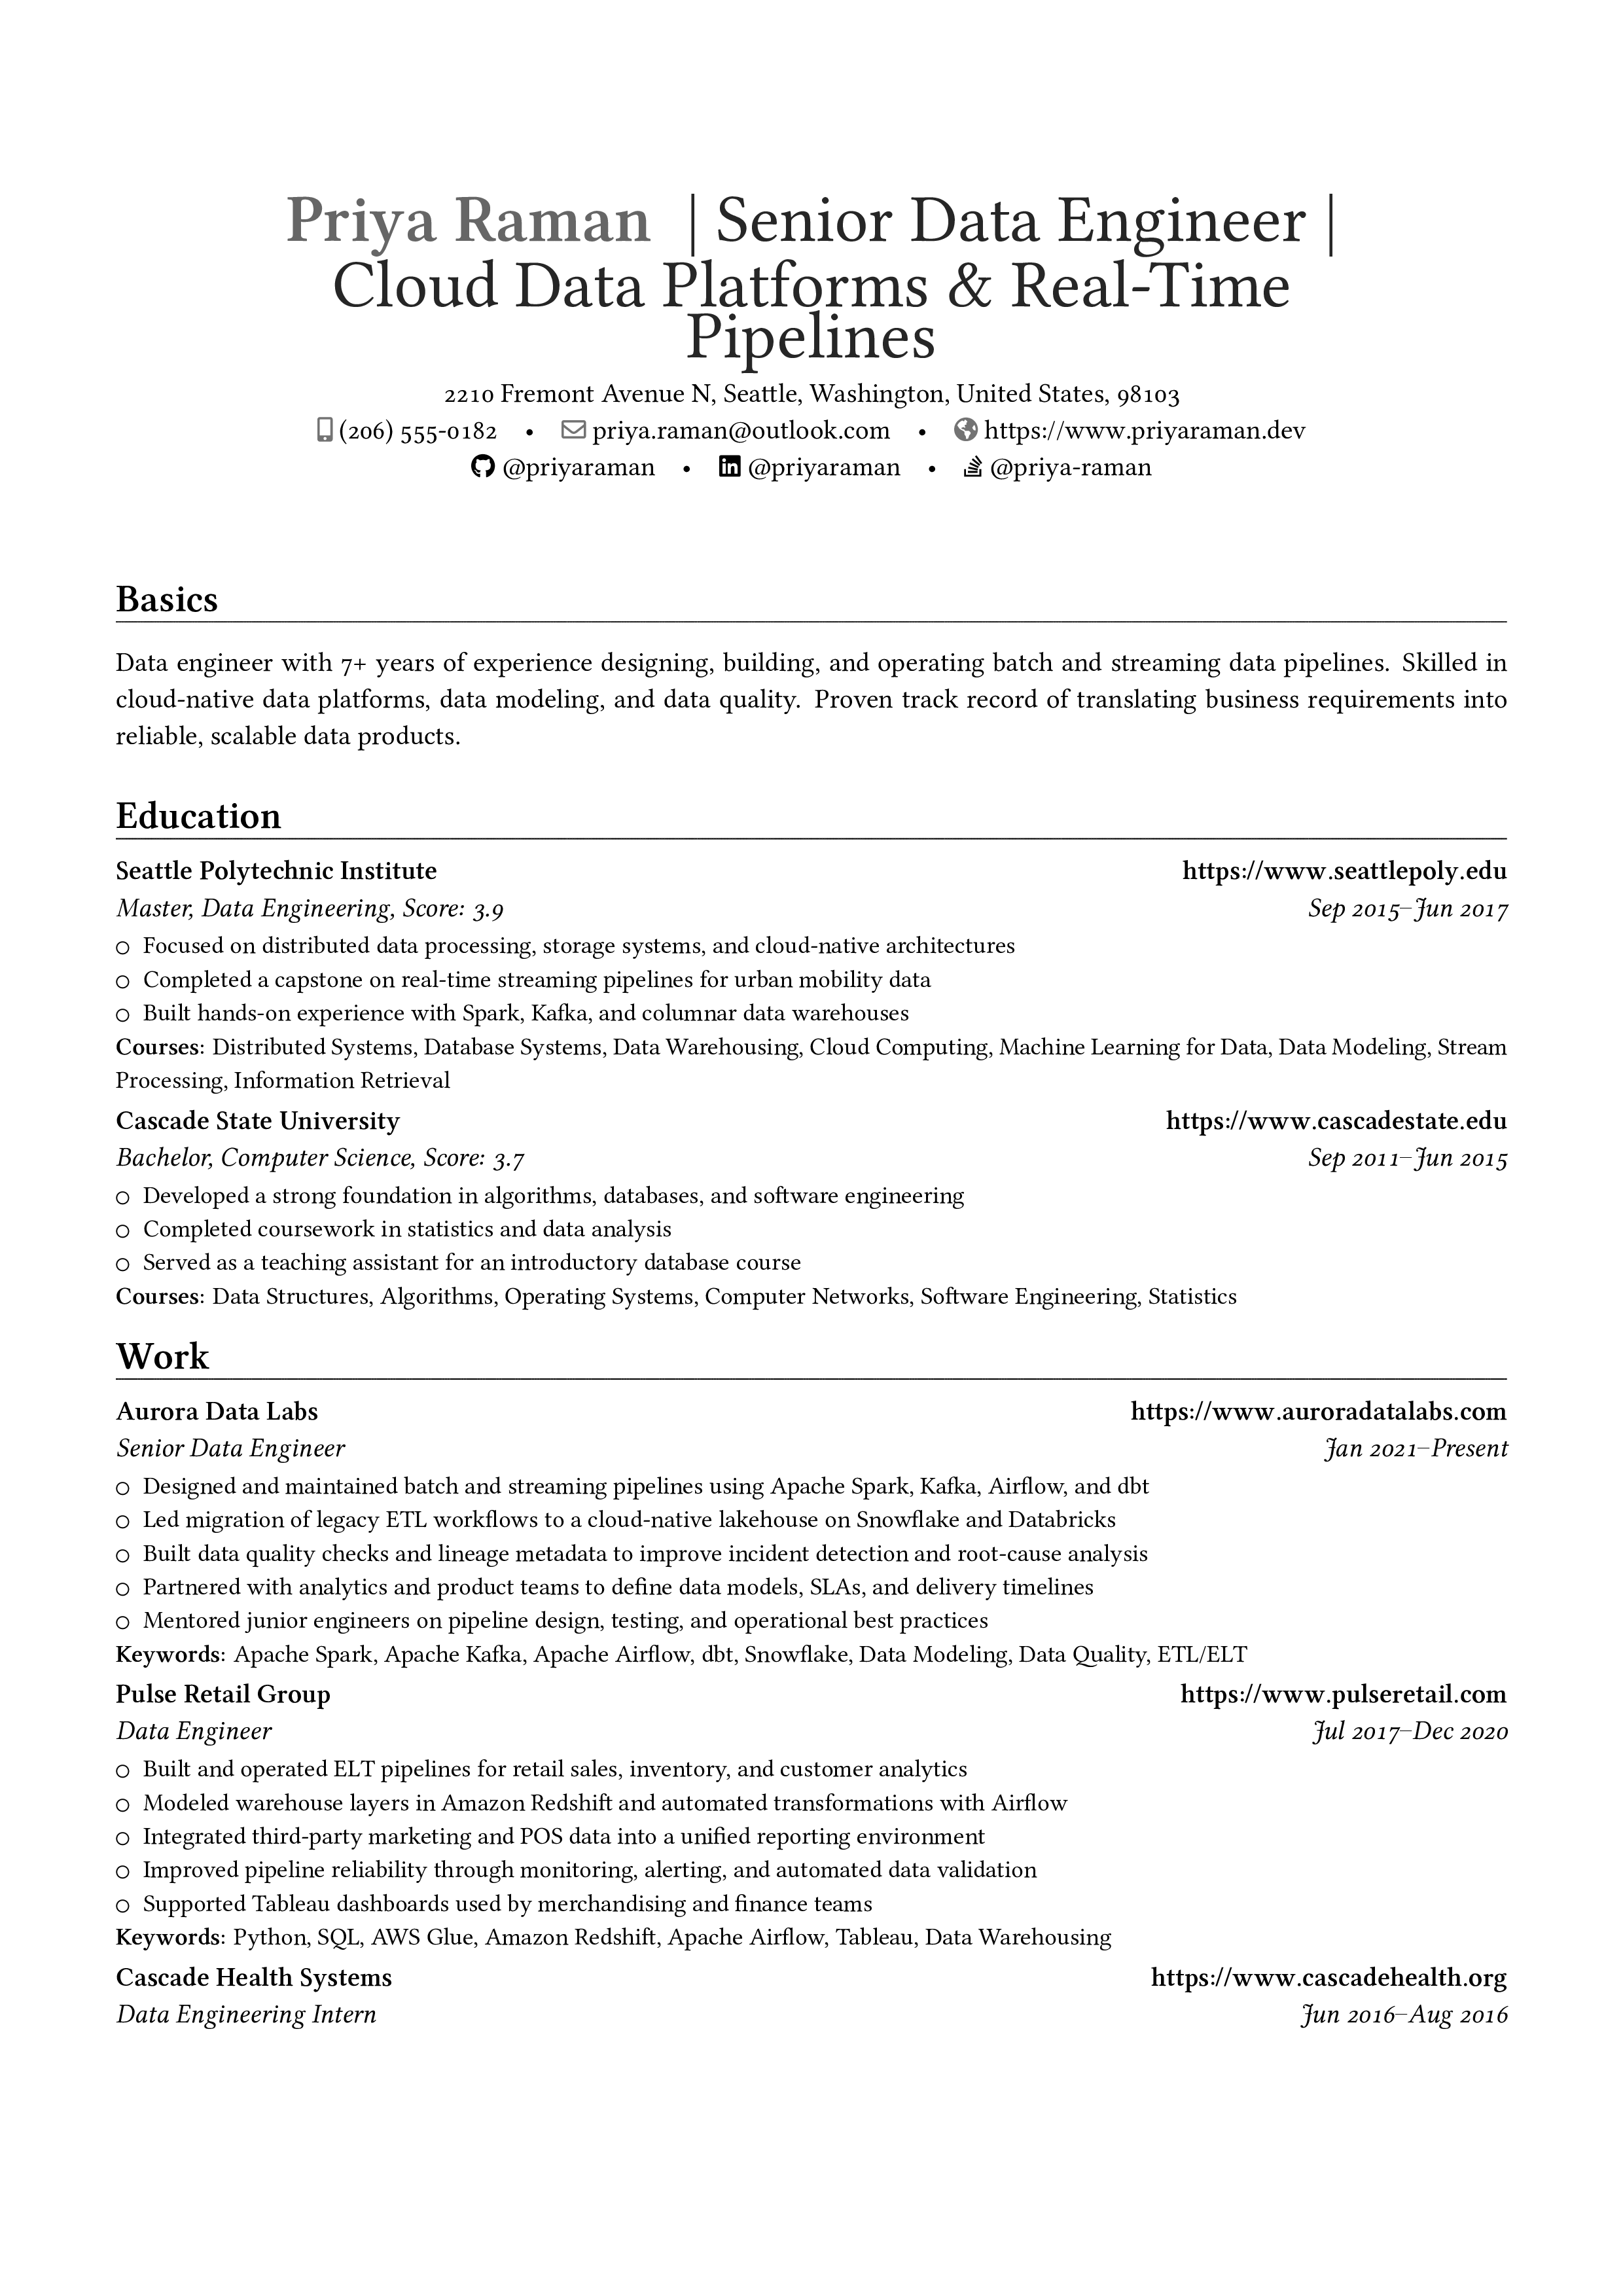 Priya Raman | Senior Data Engineer |
Cloud Data Platforms & Real-Time
Pipelines
2210 Fremont Avenue N, Seattle, Washington, United States, 98103
(206) 555-0182 • priya.raman@outlook.com • https://www.priyaraman.dev
@priyaraman • @priyaraman • @priya-raman
Basics
Data engineer with 7+ years of experience designing, building, and operating batch and streaming data pipelines. Skilled in
cloud-native data platforms, data modeling, and data quality. Proven track record of translating business requirements into
reliable, scalable data products.
Education
Seattle Polytechnic Institute https://www.seattlepoly.edu
Master, Data Engineering, Score: 3.9 Sep 2015–Jun 2017
○ Focused on distributed data processing, storage systems, and cloud-native architectures
○ Completed a capstone on real-time streaming pipelines for urban mobility data
○ Built hands-on experience with Spark, Kafka, and columnar data warehouses
Courses: Distributed Systems, Database Systems, Data Warehousing, Cloud Computing, Machine Learning for Data, Data Modeling, Stream
Processing, Information Retrieval
Cascade State University https://www.cascadestate.edu
Bachelor, Computer Science, Score: 3.7 Sep 2011–Jun 2015
○ Developed a strong foundation in algorithms, databases, and software engineering
○ Completed coursework in statistics and data analysis
○ Served as a teaching assistant for an introductory database course
Courses: Data Structures, Algorithms, Operating Systems, Computer Networks, Software Engineering, Statistics
Work
Aurora Data Labs https://www.auroradatalabs.com
Senior Data Engineer Jan 2021–Present
○ Designed and maintained batch and streaming pipelines using Apache Spark, Kafka, Airflow, and dbt
○ Led migration of legacy ETL workflows to a cloud-native lakehouse on Snowflake and Databricks
○ Built data quality checks and lineage metadata to improve incident detection and root-cause analysis
○ Partnered with analytics and product teams to define data models, SLAs, and delivery timelines
○ Mentored junior engineers on pipeline design, testing, and operational best practices
Keywords: Apache Spark, Apache Kafka, Apache Airflow, dbt, Snowflake, Data Modeling, Data Quality, ETL/ELT
Pulse Retail Group https://www.pulseretail.com
Data Engineer Jul 2017–Dec 2020
○ Built and operated ELT pipelines for retail sales, inventory, and customer analytics
○ Modeled warehouse layers in Amazon Redshift and automated transformations with Airflow
○ Integrated third-party marketing and POS data into a unified reporting environment
○ Improved pipeline reliability through monitoring, alerting, and automated data validation
○ Supported Tableau dashboards used by merchandising and finance teams
Keywords: Python, SQL, AWS Glue, Amazon Redshift, Apache Airflow, Tableau, Data Warehousing
Cascade Health Systems https://www.cascadehealth.org
Data Engineering Intern Jun 2016–Aug 2016